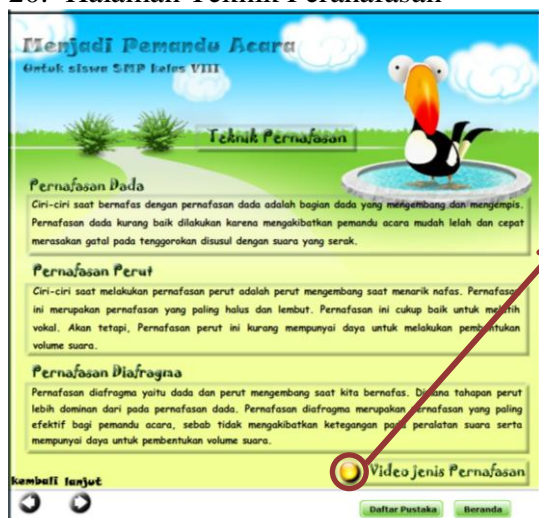 20. Halaman Teknik Pernafasan
Menjadi Pemandu Acara
Untuk siswa SMP kelas VIII
Teknik Pernafasan
Pernafasan Dada
Ciri-ciri saat bernafas dengan pernafasan dada adalah bagian dada yang mengembang dan mengempis.
Pernafasan dada kurang baik dilakukan karena mengakibatkan pemandu acara mudah lelah dan cepat
merasakan gatal pada tenggorokan disusul dengan suara yang serak.
Pernafasan Perut
Ciri-ciri saat melakukan pernafasan perut adalah perut mengembang saat menarik nafas. Pernafasan
ini merupakan pernafasan yang paling halus dan lembut. Pernafasan ini cukup baik untuk melatih
vokal. Akan tetapi, Pernafasan perut ini kurang mempunyai daya untuk melakukan pembentukan
volume suara.
Pernafasan Diafragma
Pernafasan diafragma yaitu dada dan perut mengembang saat kita bernafas. Dimana tahapan perut
lebih dominan dari pada pernafasan dada. Pernafasan diafragma merupakan pernafasan yang paling
efektif bagi pemandu acara, sebab tidak mengakibatkan ketegangan pada peralatan suara serta
mempunyai daya untuk pembentukan volume suara.
Video jenis Pernafasan
kembali lanjut
Daftar Pustaka Beranda